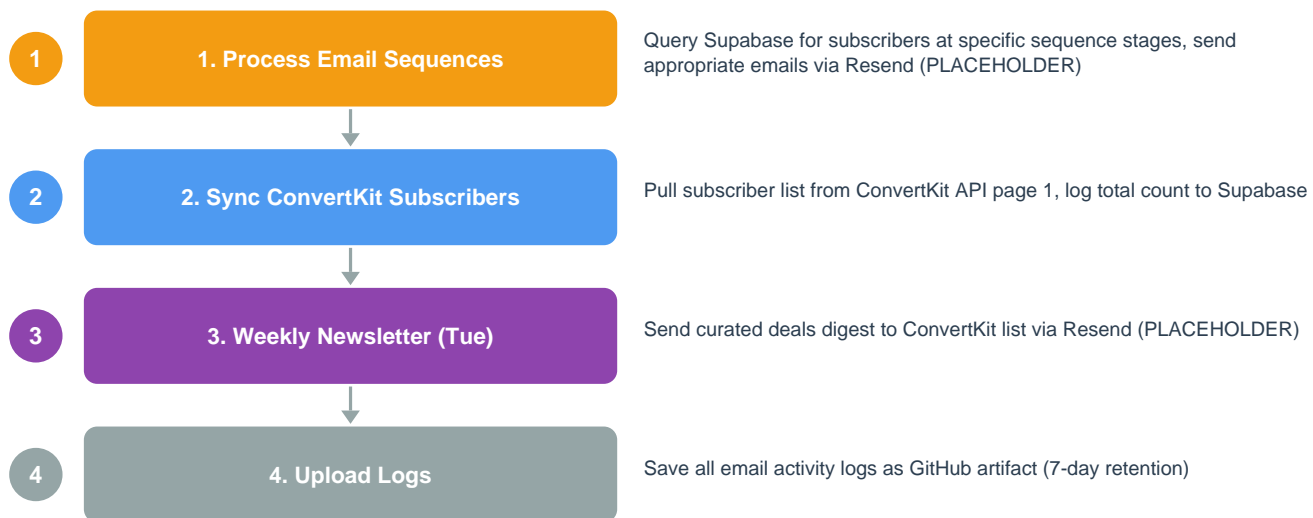 1
1. Process Email Sequences
Query Supabase for subscribers at specific sequence stages, send
appropriate emails via Resend (PLACEHOLDER)
2
2. Sync ConvertKit Subscribers
Pull subscriber list from ConvertKit API page 1, log total count to Supabase
3
3. Weekly Newsletter (Tue)
Send curated deals digest to ConvertKit list via Resend (PLACEHOLDER)
4
4. Upload Logs
Save all email activity logs as GitHub artifact (7-day retention)